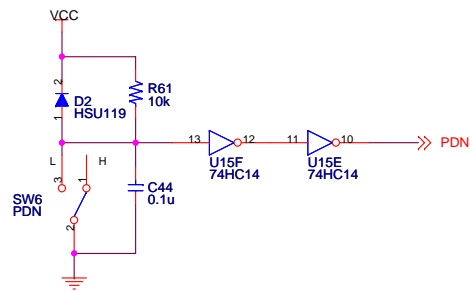 VCC
2
D2
HSU119
1
R61
10k
13
12
11
10
PDN
U15F
74HC14
U15E
74HC14
L
H
3
1
SW6
PDN
2
C44
0.1u